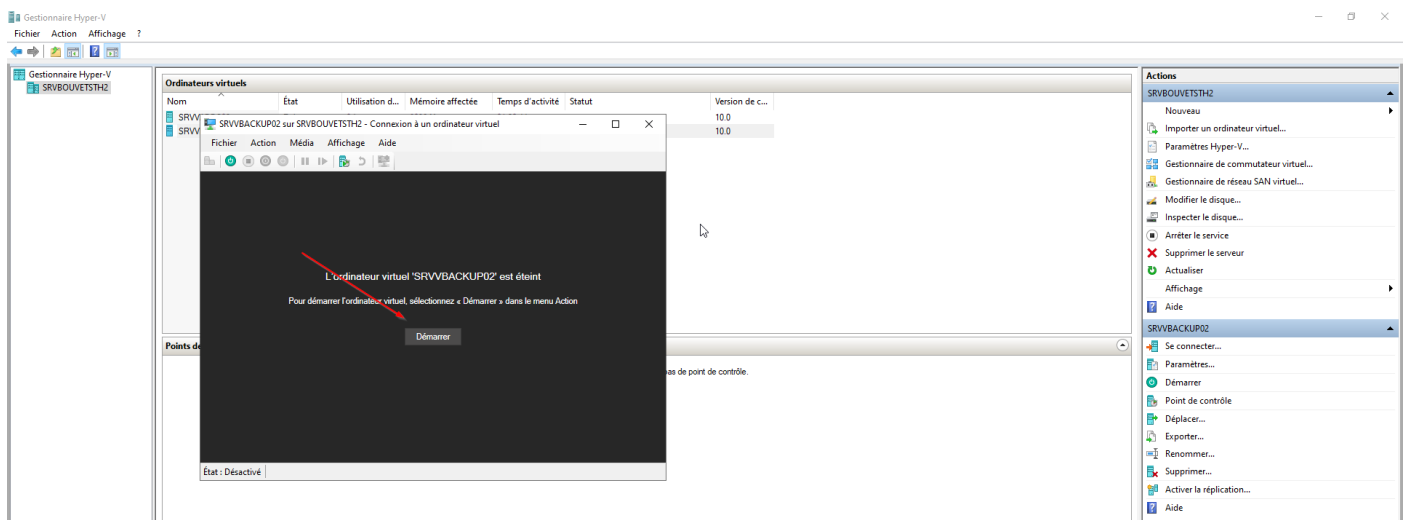 Gestionnaire Hyper-V
Fichier Action Affichage ?
Gestionnaire Hyper-V
SRVBOUVETSTH2
Ordinateurs virtuels
Nom État Utilisation d... Mémoire affectée Temps d'activité Statut Version de c...
SRVV 10.0
SRVV 10.0
SRVVBACKUP02 sur SRVBOUVETSTH2 - Connexion à un ordinateur virtuel
Fichier Action Média Affichage Aide
L'ordinateur virtuel 'SRVVBACKUP02' est éteint
Pour démarrer l'ordinateur virtuel, sélectionnez « Démarrer » dans le menu Action
Démarrer
État : Désactivé
Points de
pas de point de contrôle.
Actions
SRVBOUVETSTH2
Nouveau
Importer un ordinateur virtuel...
Paramètres Hyper-V...
Gestionnaire de commutateur virtuel...
Gestionnaire de réseau SAN virtuel...
Modifier le disque...
Inspecter le disque...
Arrêter le service
Supprimer le serveur
Actualiser
Affichage
Aide
SRVVBACKUP02
Se connecter...
Paramètres...
Démarrer
Point de contrôle
Déplacer...
Exporter...
Renommer...
Supprimer...
Activer la réplication...
Aide